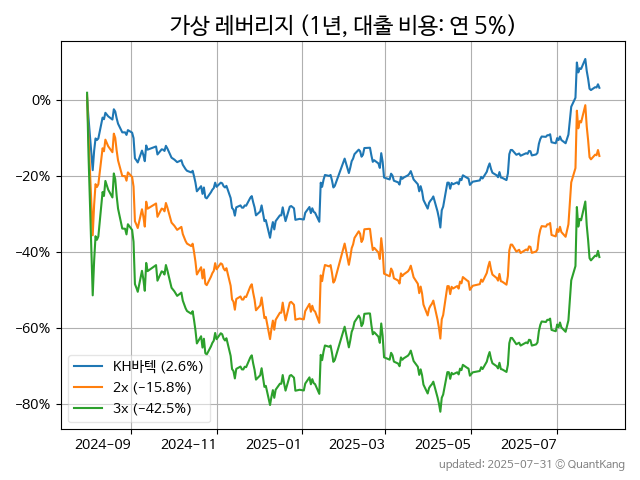 가상 레버리지 (1년, 대출 비용: 연 5%)
0%
−20%
−40%
−60%
−80%
KH바텍 (2.6%)
2x (−15.8%)
3x (−42.5%)
2024-09 2024-11 2025-01 2025-03 2025-05 2025-07
updated: 2025-07-31 © QuantKang